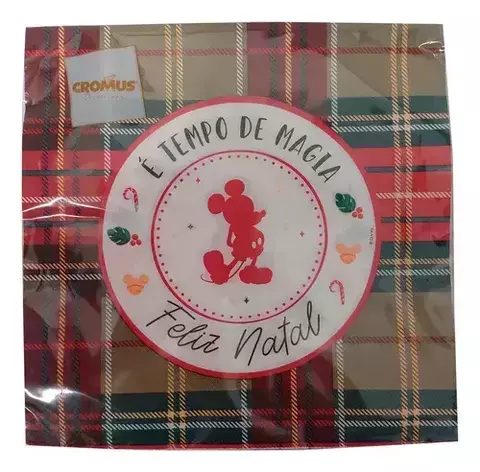 CROMUS
É TEMPO DE MAGIA
Feliz Natal